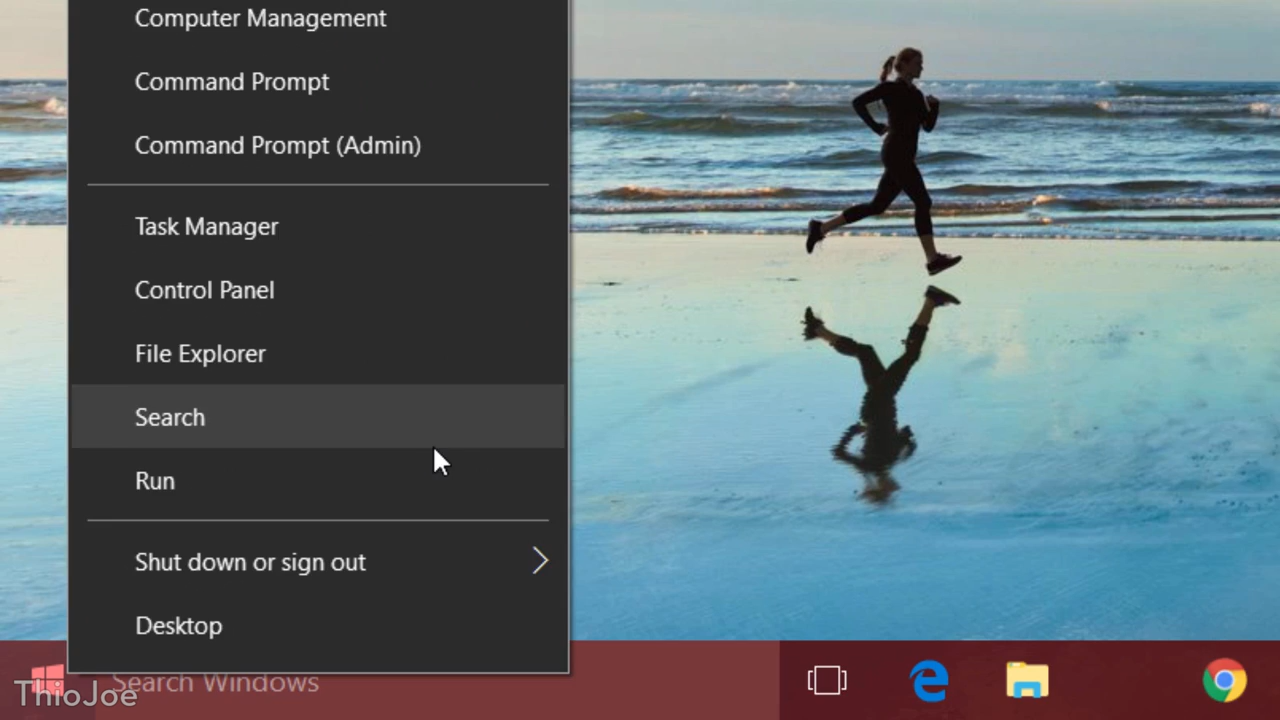 Computer Management
Command Prompt
Command Prompt (Admin)
Task Manager
Control Panel
File Explorer
Search
Run
Shut down or sign out
Desktop
Search Windows
ThioJoe